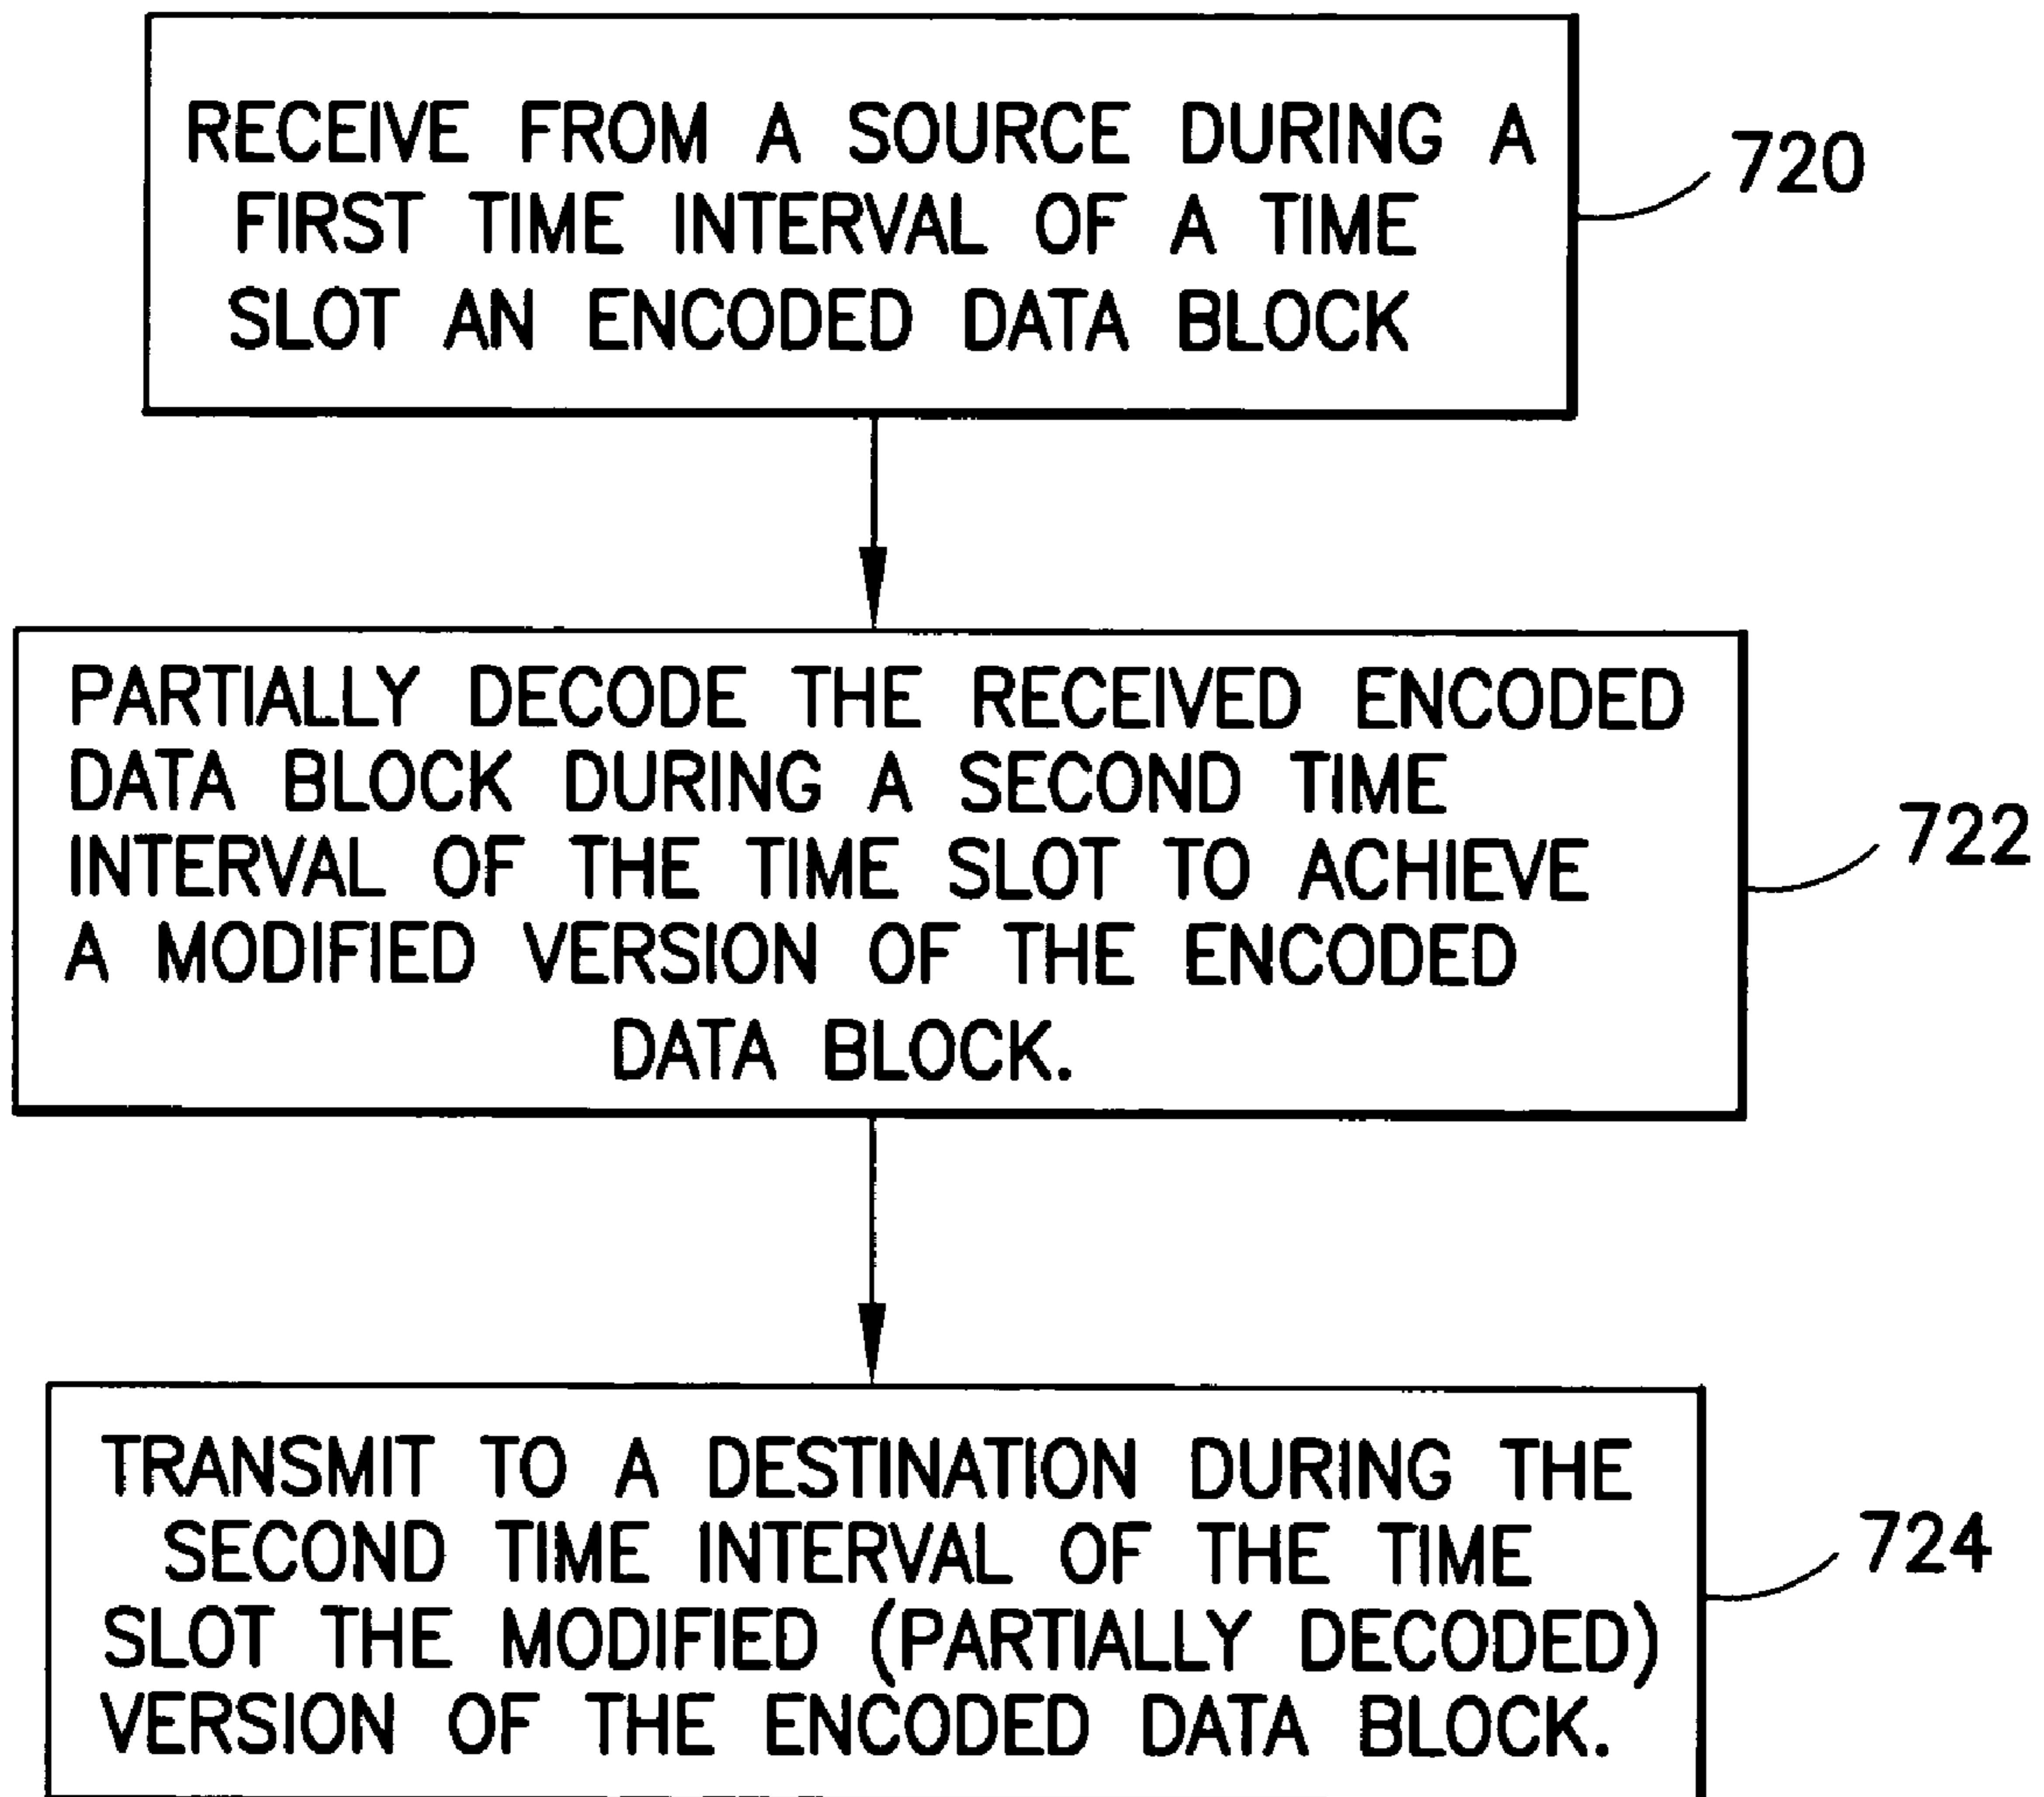 RECEIVE FROM A SOURCE DURING A
FIRST TIME INTERVAL OF A TIME
SLOT AN ENCODED DATA BLOCK
720
PARTIALLY DECODE THE RECEIVED ENCODED
DATA BLOCK DURING A SECOND TIME
INTERVAL OF THE TIME SLOT TO ACHIEVE
A MODIFIED VERSION OF THE ENCODED
DATA BLOCK.
722
TRANSMIT TO A DESTINATION DURING THE
SECOND TIME INTERVAL OF THE TIME
SLOT THE MODIFIED (PARTIALLY DECODED)
VERSION OF THE ENCODED DATA BLOCK.
724